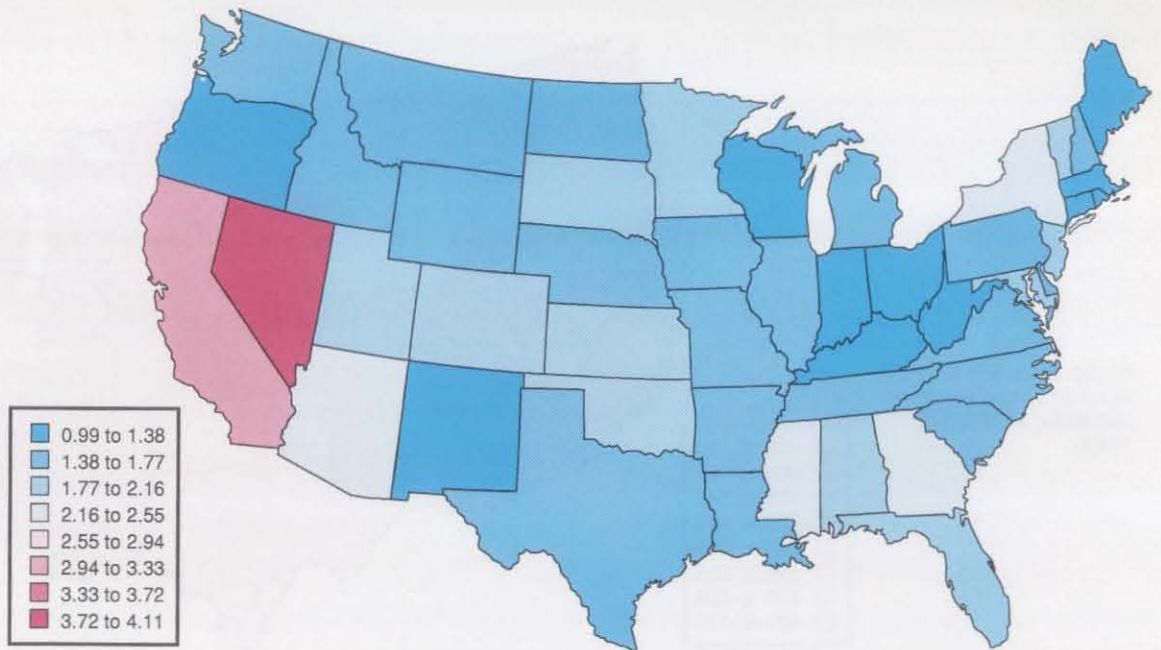 0.99 to 1.38
1.38 to 1.77
1.77 to 2.16
2.16 to 2.55
2.55 to 2.94
2.94 to 3.33
3.33 to 3.72
3.72 to 4.11